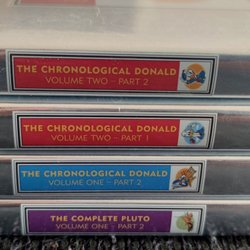 THE CHRONOLOGICAL DONALD
VOLUME TWO - PART 2
THE CHRONOLOGICAL DONALD
VOLUME TWO - PART 1
THE CHRONOLOGICAL DONALD
VOLUME ONE - PART 2
THE COMPLETE PLUTO
VOLUME ONE - PART 2